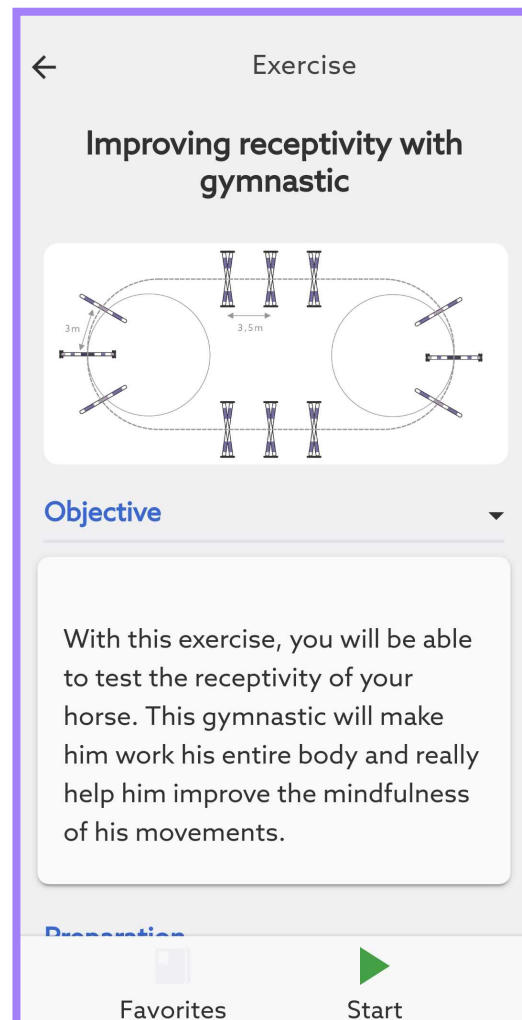 Exercise
Improving receptivity with
gymnastic
3m
3,5m
Objective
With this exercise, you will be able
to test the receptivity of your
horse. This gymnastic will make
him work his entire body and really
help him improve the mindfulness
of his movements.
Preparation
Favorites
Start